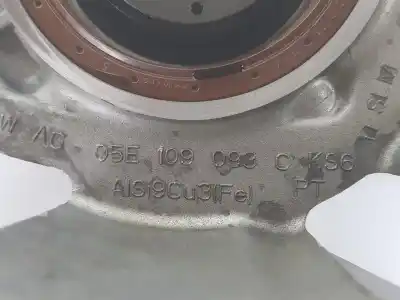 W AG 05E 109 093 C KS6
AlSi9Cu3(Fe) PT